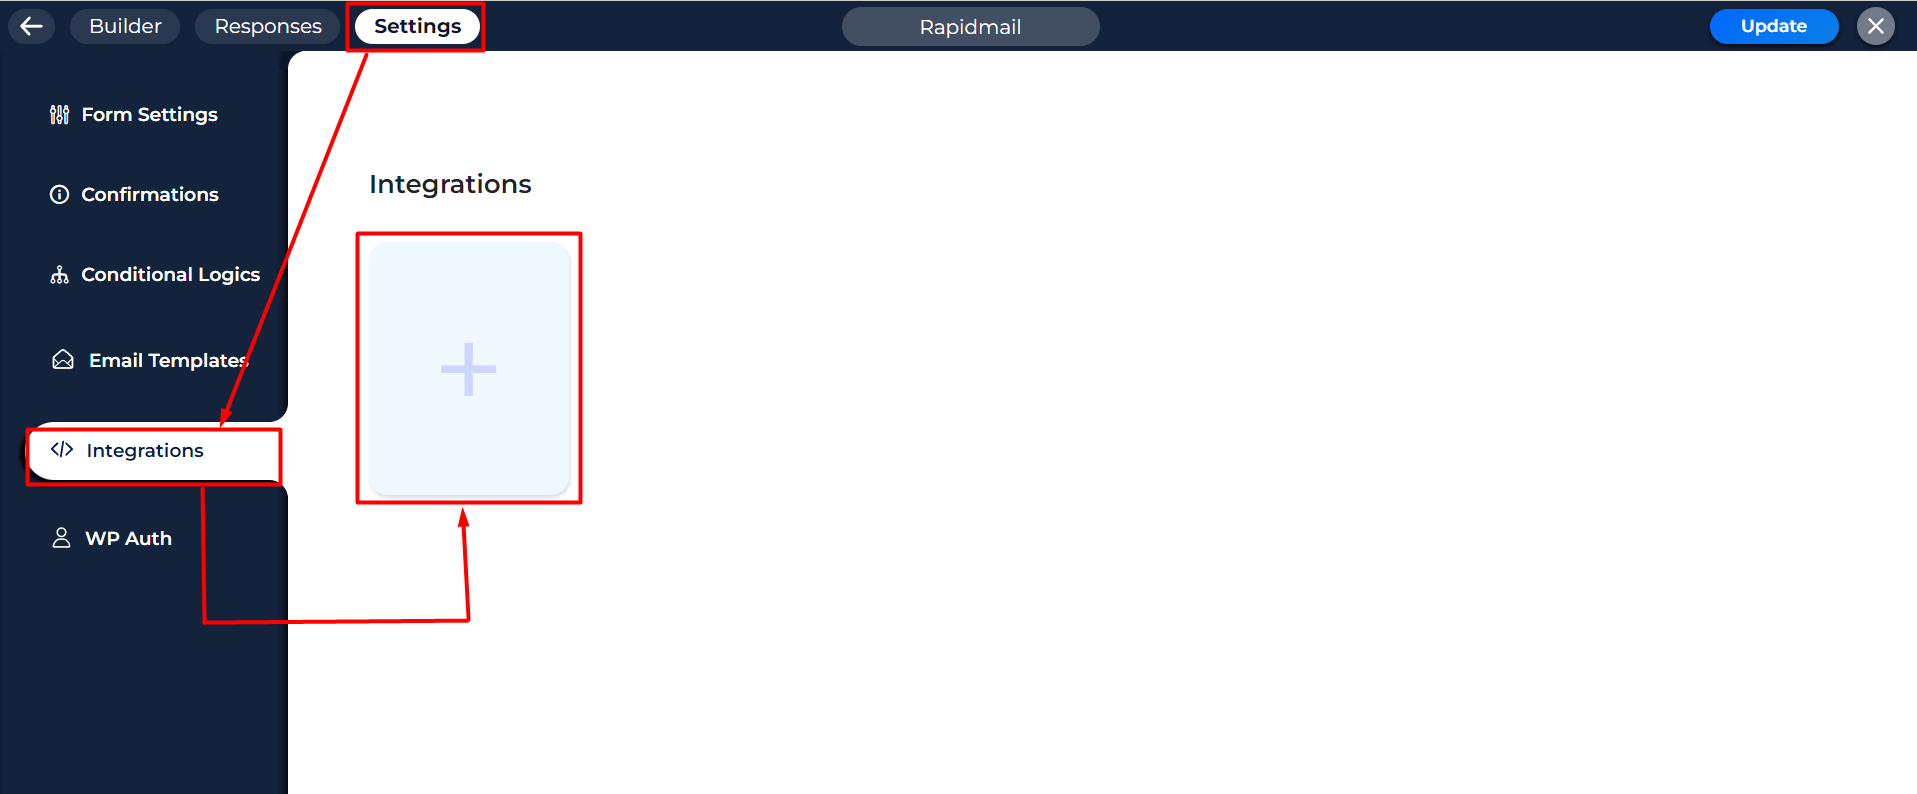 Builder
Responses
Settings
Rapidmail
Update
Form Settings
Confirmations
Conditional Logics
Email Templates
Integrations
WP Auth
Integrations